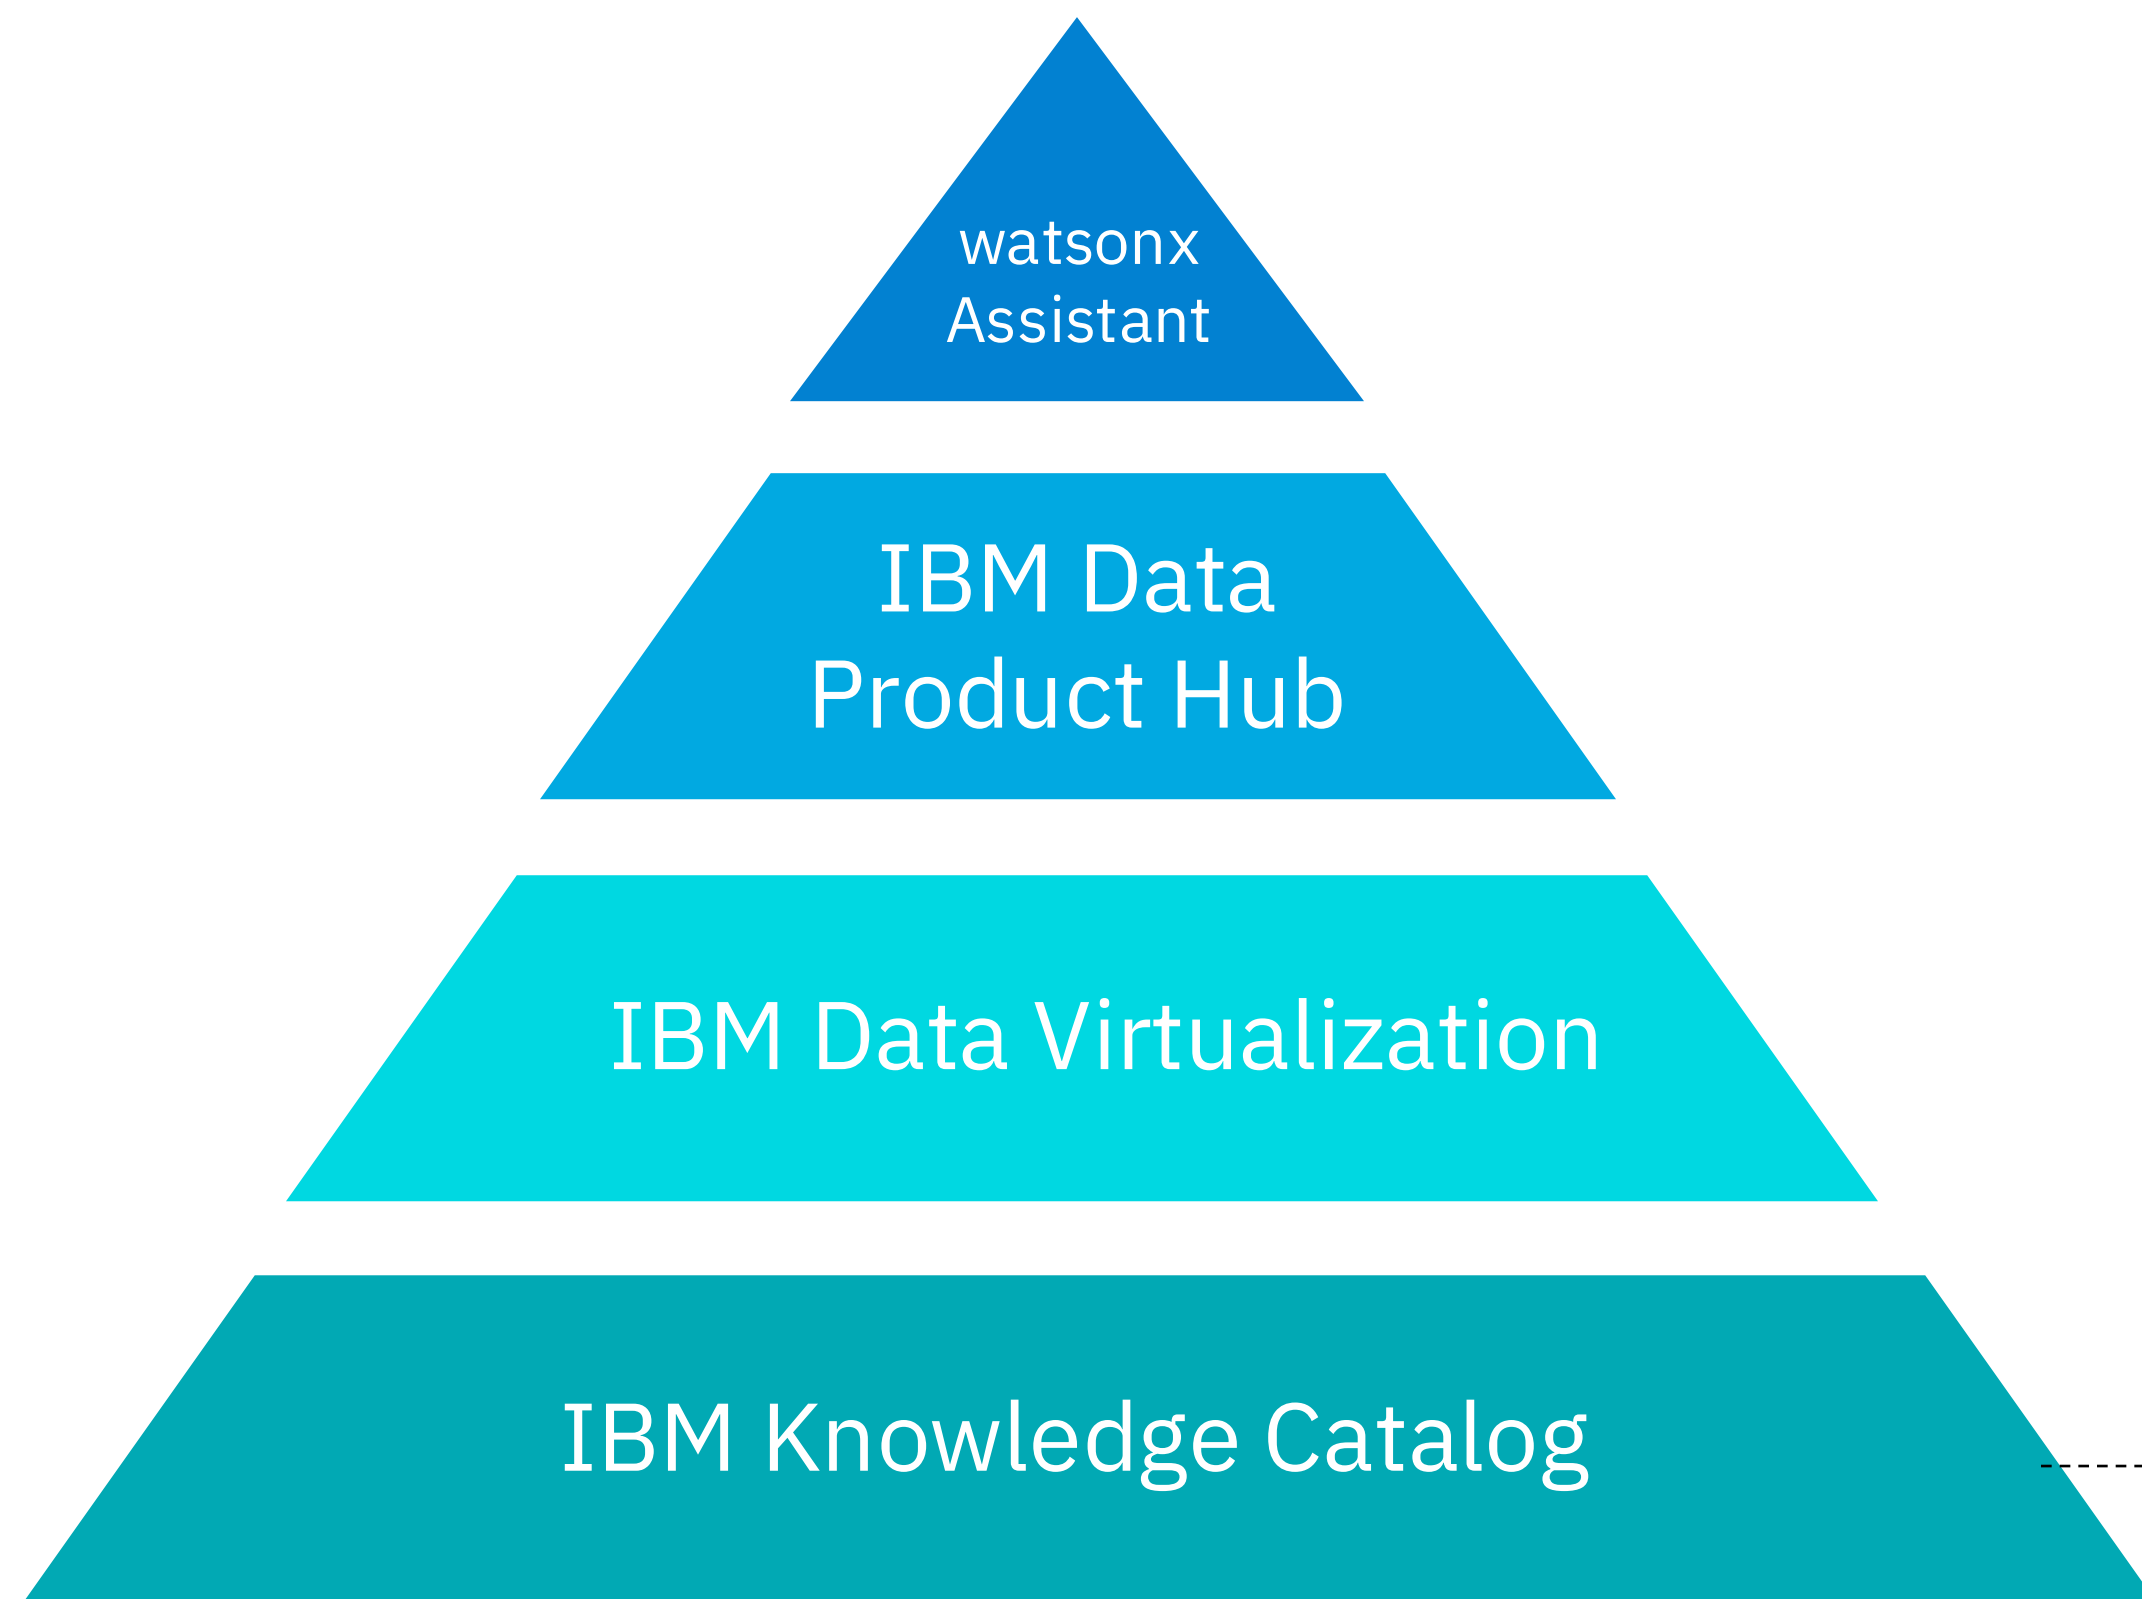 watsonx
Assistant
IBM Data
Product Hub
IBM Data Virtualization
IBM Knowledge Catalog